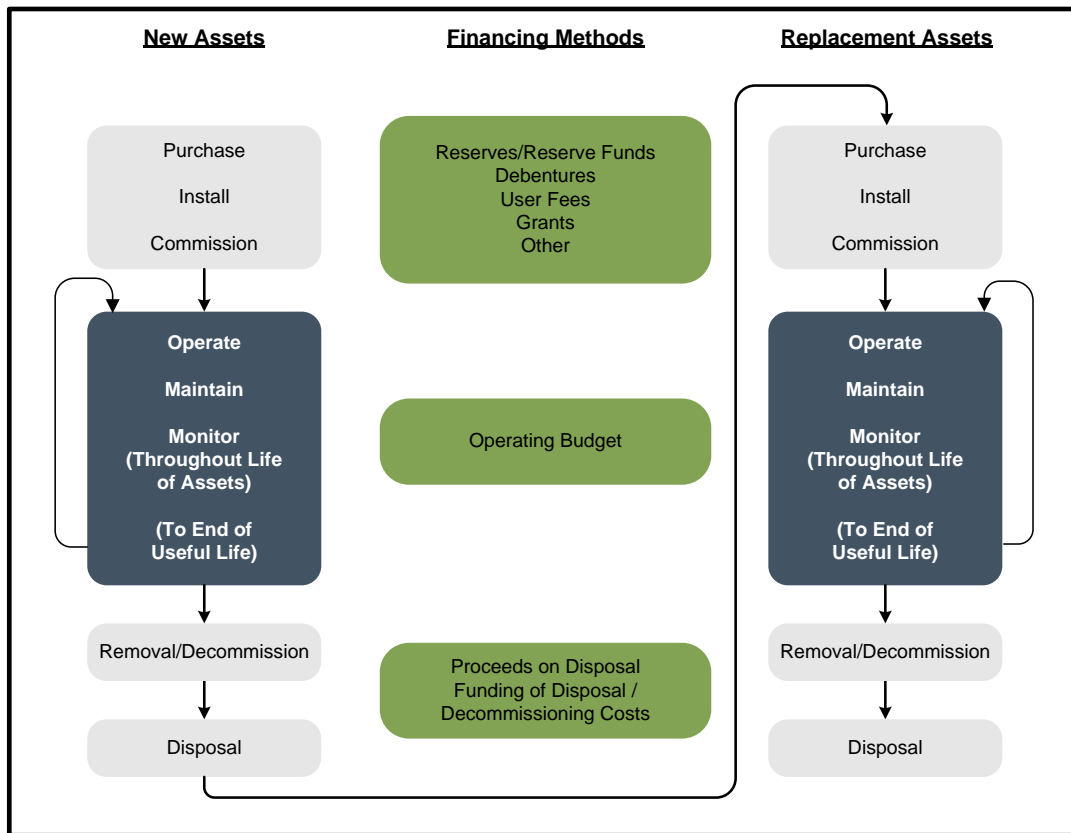 New Assets
Financing Methods
Replacement Assets
Purchase
Install
Commission
Operate
Maintain
Monitor
(Throughout Life
of Assets)
(To End of
Useful Life)
Removal/Decommission
Disposal
Reserves/Reserve Funds
Debentures
User Fees
Grants
Other
Operating Budget
Proceeds on Disposal
Funding of Disposal /
Decommissioning Costs
Purchase
Install
Commission
Operate
Maintain
Monitor
(Throughout Life
of Assets)
(To End of
Useful Life)
Removal/Decommission
Disposal